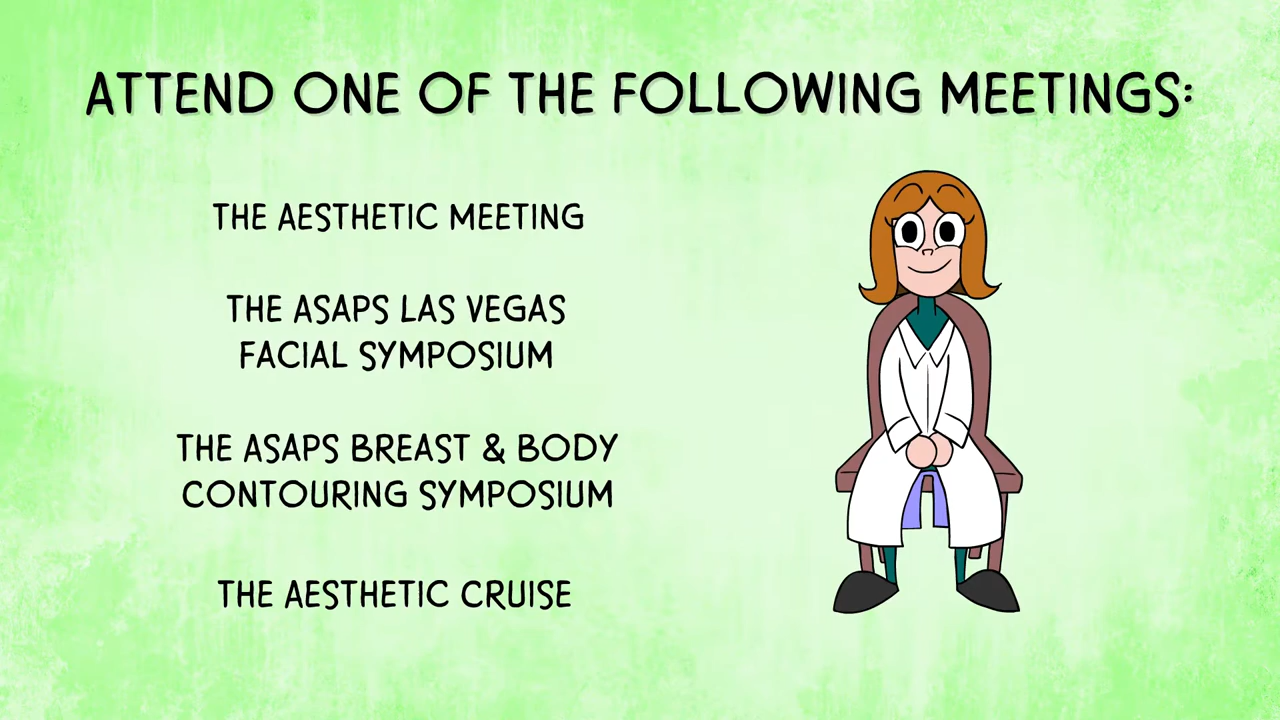 ATTEND ONE OF THE FOLLOWING MEETINGS:
THE AESTHETIC MEETING
THE ASAPS LAS VEGAS
FACIAL SYMPOSIUM
THE ASAPS BREAST & BODY
CONTOURING SYMPOSIUM
THE AESTHETIC CRUISE